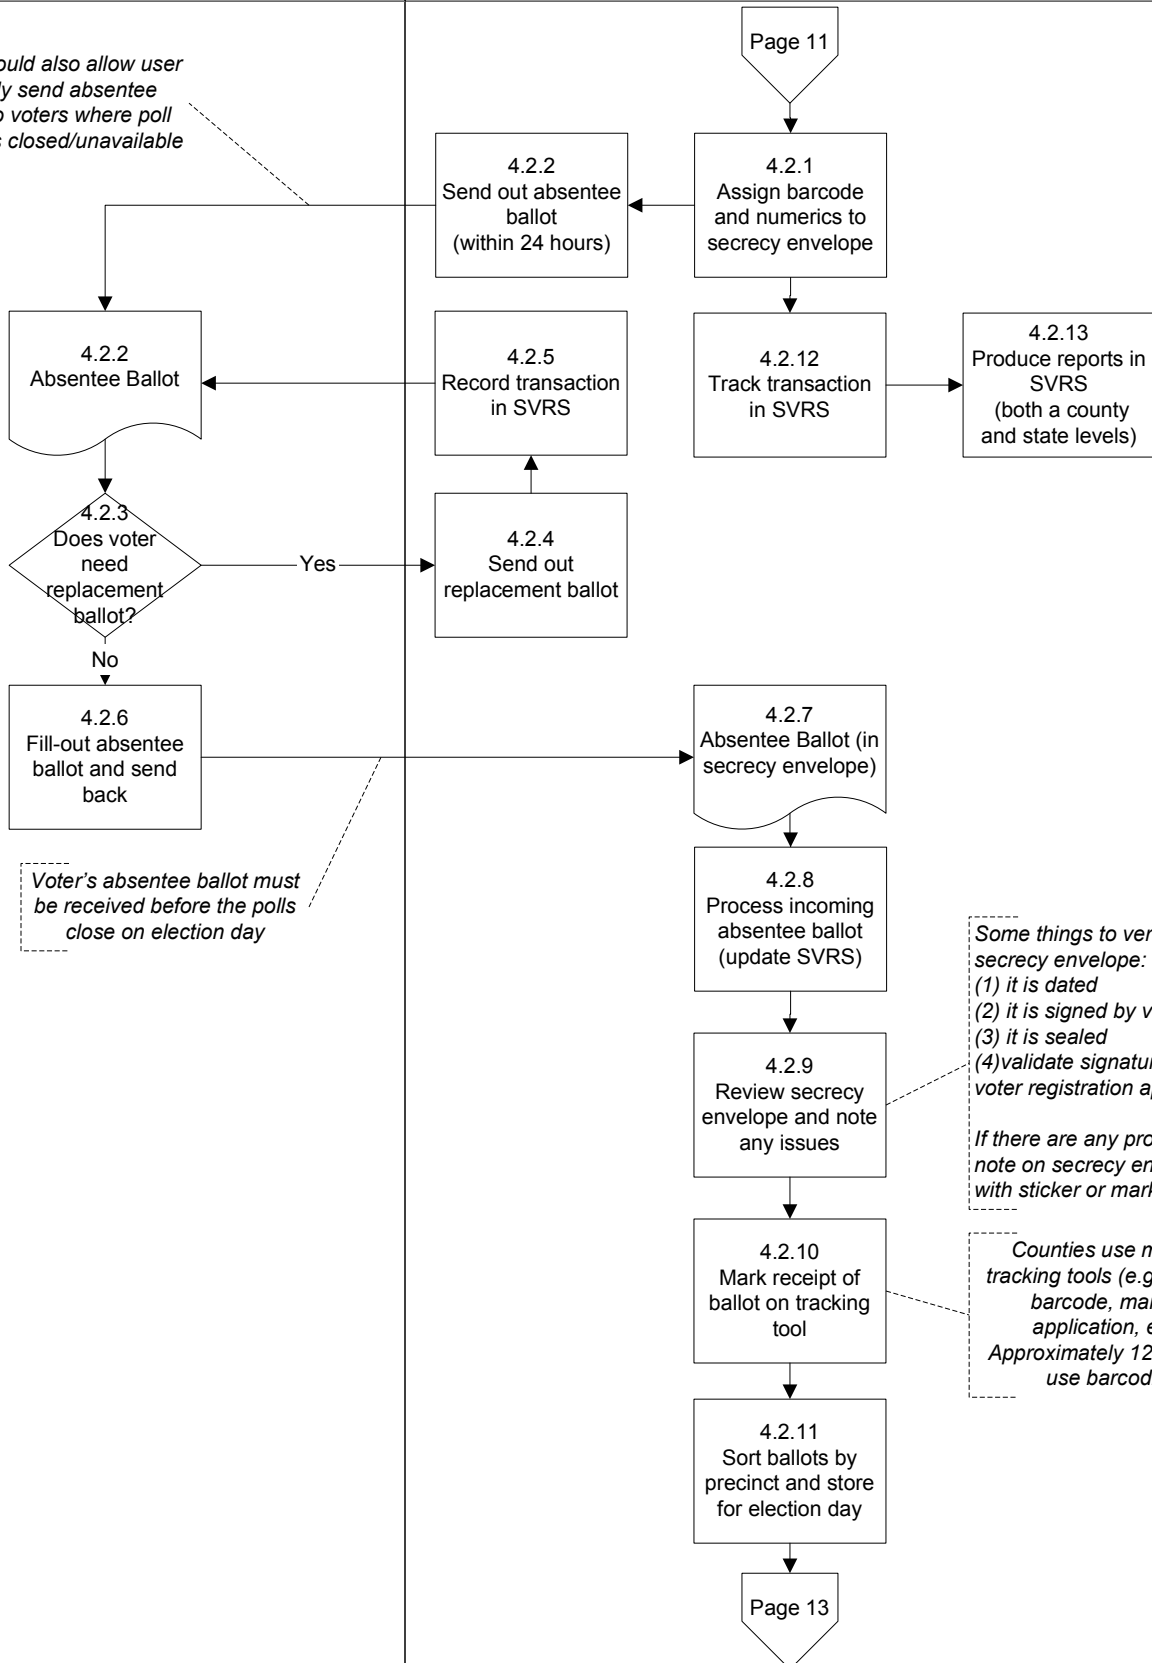 Page 11
ould also allow user
y send absentee
o voters where poll
s closed/unavailable
4.2.2
Send out absentee
ballot
(within 24 hours)
4.2.1
Assign barcode
and numerics to
secrecy envelope
4.2.2
Absentee Ballot
4.2.5
Record transaction
in SVRS
4.2.12
Track transaction
in SVRS
4.2.13
Produce reports in
SVRS
(both a county
and state levels)
4.2.3
Does voter
need
replacement
ballot?
Yes
4.2.4
Send out
replacement ballot
No
4.2.6
Fill-out absentee
ballot and send
back
4.2.7
Absentee Ballot (in
secrecy envelope)
Voter's absentee ballot must
be received before the polls
close on election day
4.2.8
Process incoming
absentee ballot
(update SVRS)
4.2.9
Review secrecy
envelope and note
any issues
Some things to ver
secrecy envelope:
(1) it is dated
(2) it is signed by v
(3) it is sealed
(4)validate signatur
voter registration a
If there are any pro
note on secrecy en
with sticker or mark
4.2.10
Mark receipt of
ballot on tracking
tool
Counties use m
tracking tools (e.g
barcode, ma
application, e
Approximately 12
use barcod
4.2.11
Sort ballots by
precinct and store
for election day
Page 13